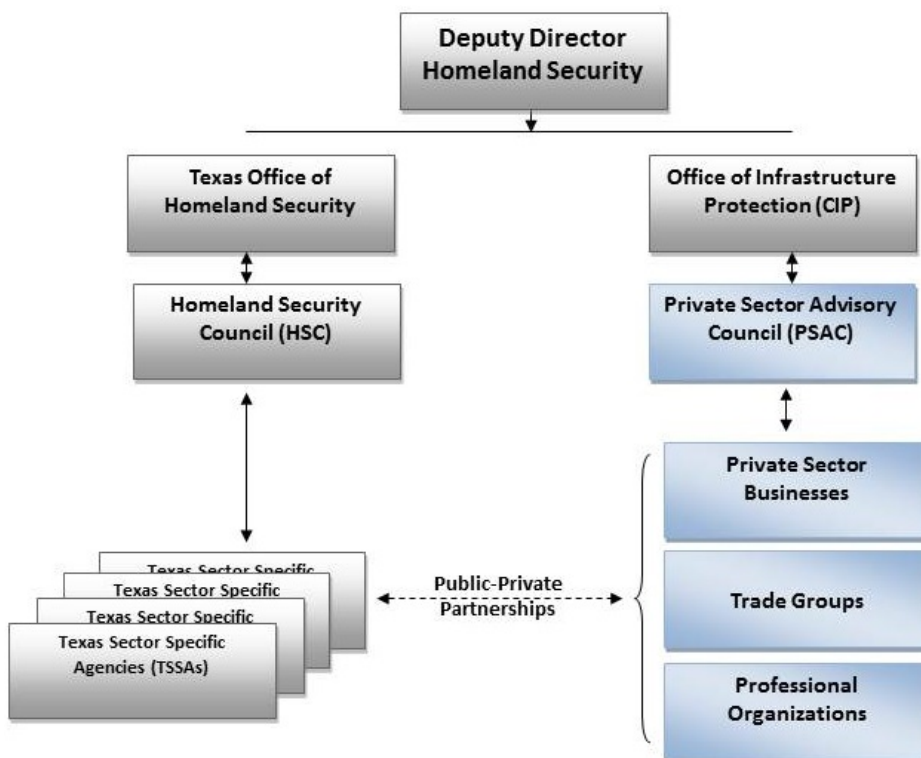 Deputy Director
Homeland Security
Texas Office of
Homeland Security
Office of Infrastructure
Protection (CIP)
Homeland Security
Council (HSC)
Private Sector Advisory
Council (PSAC)
Private Sector
Businesses
Texas Sector Specific
Texas Sector Specific
Texas Sector Specific
Texas Sector Specific
Agencies (TSSAs)
Public-Private
Partnerships
Trade Groups
Professional
Organizations